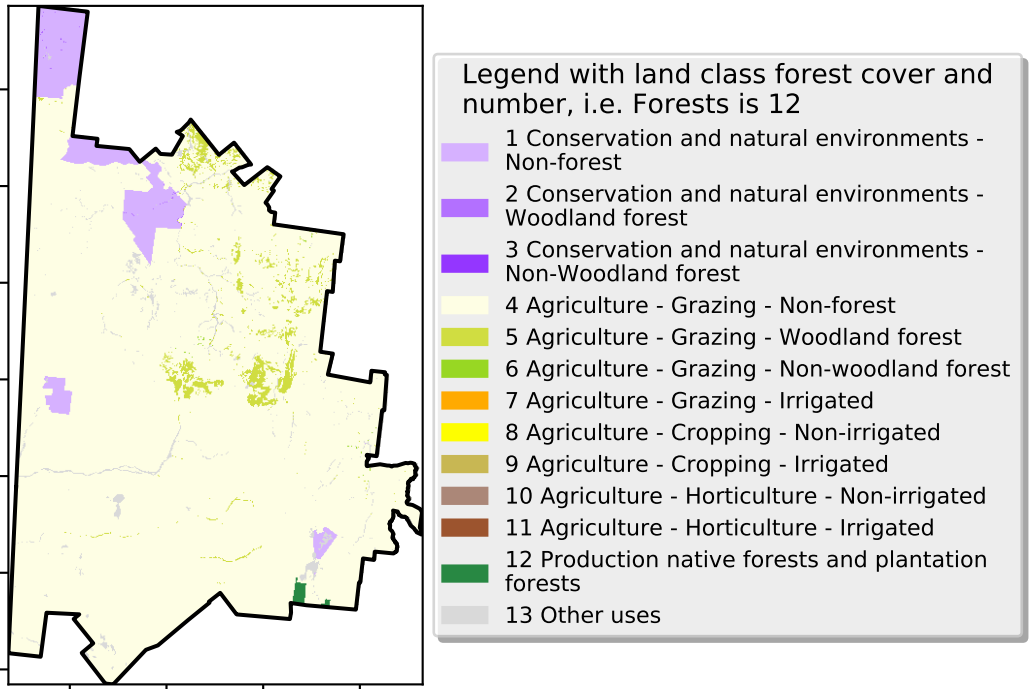 Legend with land class forest cover and
number, i.e. Forests is 12
1 Conservation and natural environments -
Non-forest
2 Conservation and natural environments -
Woodland forest
3 Conservation and natural environments -
Non-Woodland forest
4 Agriculture - Grazing - Non-forest
5 Agriculture - Grazing - Woodland forest
6 Agriculture - Grazing - Non-woodland forest
7 Agriculture - Grazing - Irrigated
8 Agriculture - Cropping - Non-irrigated
9 Agriculture - Cropping - Irrigated
10 Agriculture - Horticulture - Non-irrigated
11 Agriculture - Horticulture - Irrigated
12 Production native forests and plantation
forests
13 Other uses